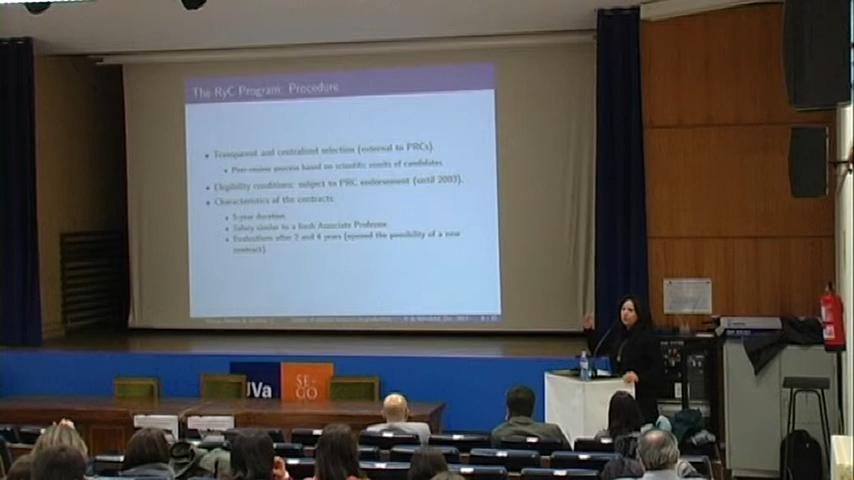 The RyC Program: Procedure
Transparent and centralized selection (external to PRCs).
Peer-review process based on scientific merits of candidates.
Eligibility conditions: subject to PRC endorsement (until 2003).
Characteristics of the contracts:
5-year duration.
Salary similar to a fresh Associate Professor.
Evaluations after 2 and 4 years (opened the possibility of a new
contract).
UVa
SE-
GO